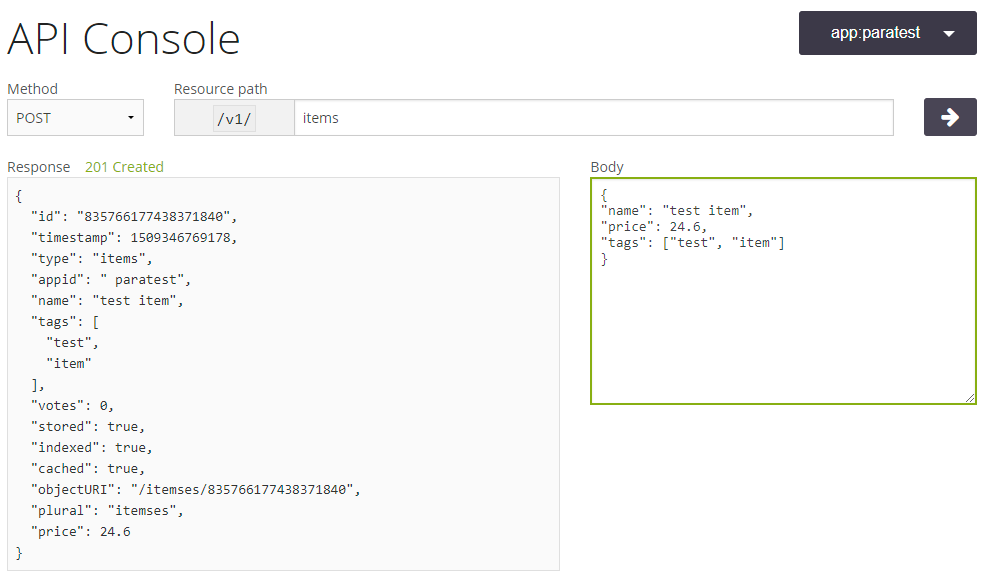 API Console
app:paratest
Method
Resource path
POST
/v1/
items
Response 201 Created
{
"id": "835766177438371840",
"timestamp": 1509346769178,
"type": "items",
"appid": " paratest",
"name": "test item",
"tags": [
"test",
"item"
],
"votes": 0,
"stored": true,
"indexed": true,
"cached": true,
"objectURI": "/itemses/835766177438371840",
"plural": "itemses",
"price": 24.6
}
Body
{
"name": "test item",
"price": 24.6,
"tags": ["test", "item"]
}